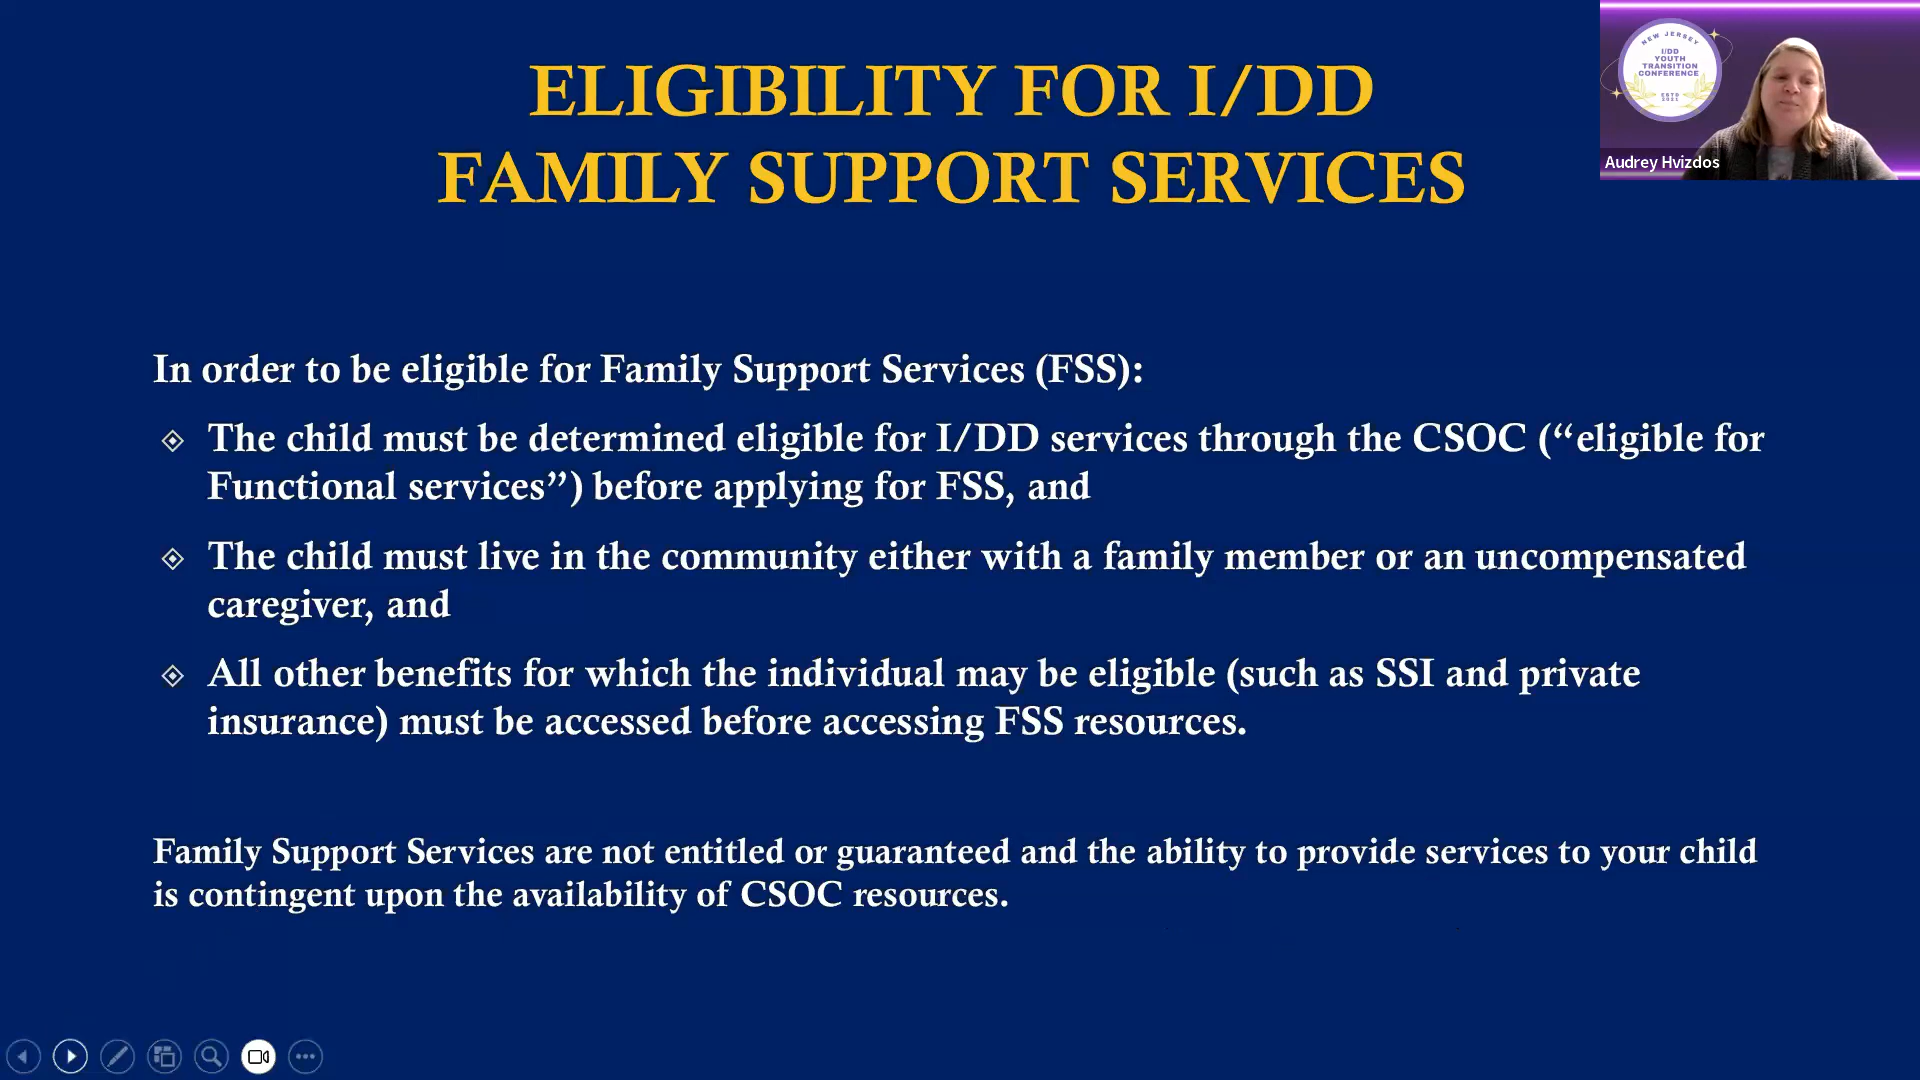 ELIGIBILITY FOR I/DD
FAMILY SUPPORT SERVICES
NEW JERSEY
I/DD
YOUTH
TRANSITION
CONFERENCE
ESTD
2021
Audrey Hvizdos
In order to be eligible for Family Support Services (FSS):
The child must be determined eligible for I/DD services through the CSOC (“eligible for
Functional services”) before applying for FSS, and
The child must live in the community either with a family member or an uncompensated
caregiver, and
All other benefits for which the individual may be eligible (such as SSI and private
insurance) must be accessed before accessing FSS resources.
Family Support Services are not entitled or guaranteed and the ability to provide services to your child
is contingent upon the availability of CSOC resources.